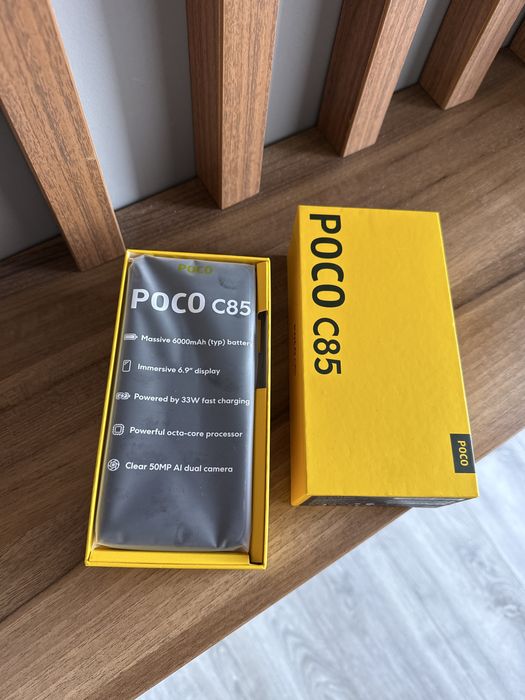 POCO
POCO C85
Massive 6000mAh (typ) batter
Immersive 6.9" display
Powered by 33W fast charging
Powerful octa-core processor
Clear 50MP AI dual camera
POCO C85
POCO